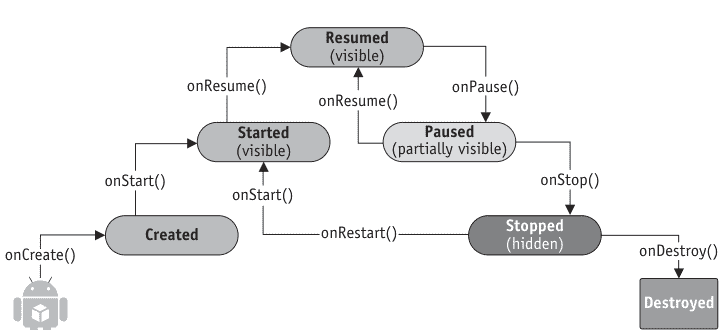 Resumed
(visible)
onResume()
onResume()
onPause()
Started
(visible)
Paused
(partially visible)
onStart()
onStart()
onStop()
Created
onRestart()
Stopped
(hidden)
onCreate()
onDestroy()
Destroyed